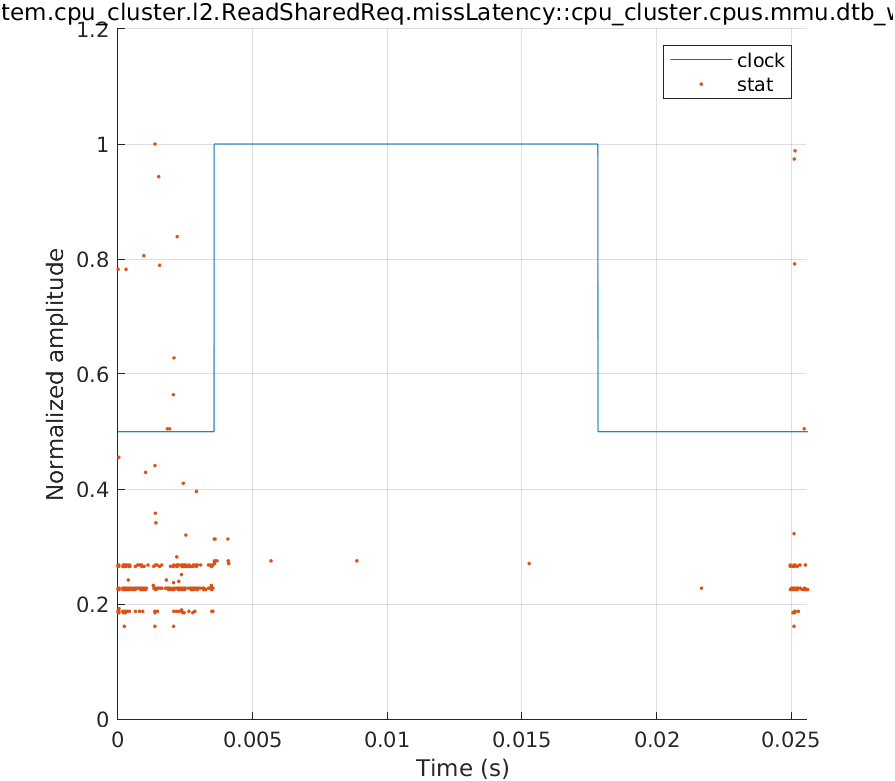 tem.cpu_cluster.l2.ReadSharedReq.missLatency::cpu_cluster.cpus.mmu.dtb_w
1.2
clock
stat
1
0.8
0.6
0.4
0.2
0
Normalized amplitude
0 0.005 0.01 0.015 0.02 0.025
Time (s)